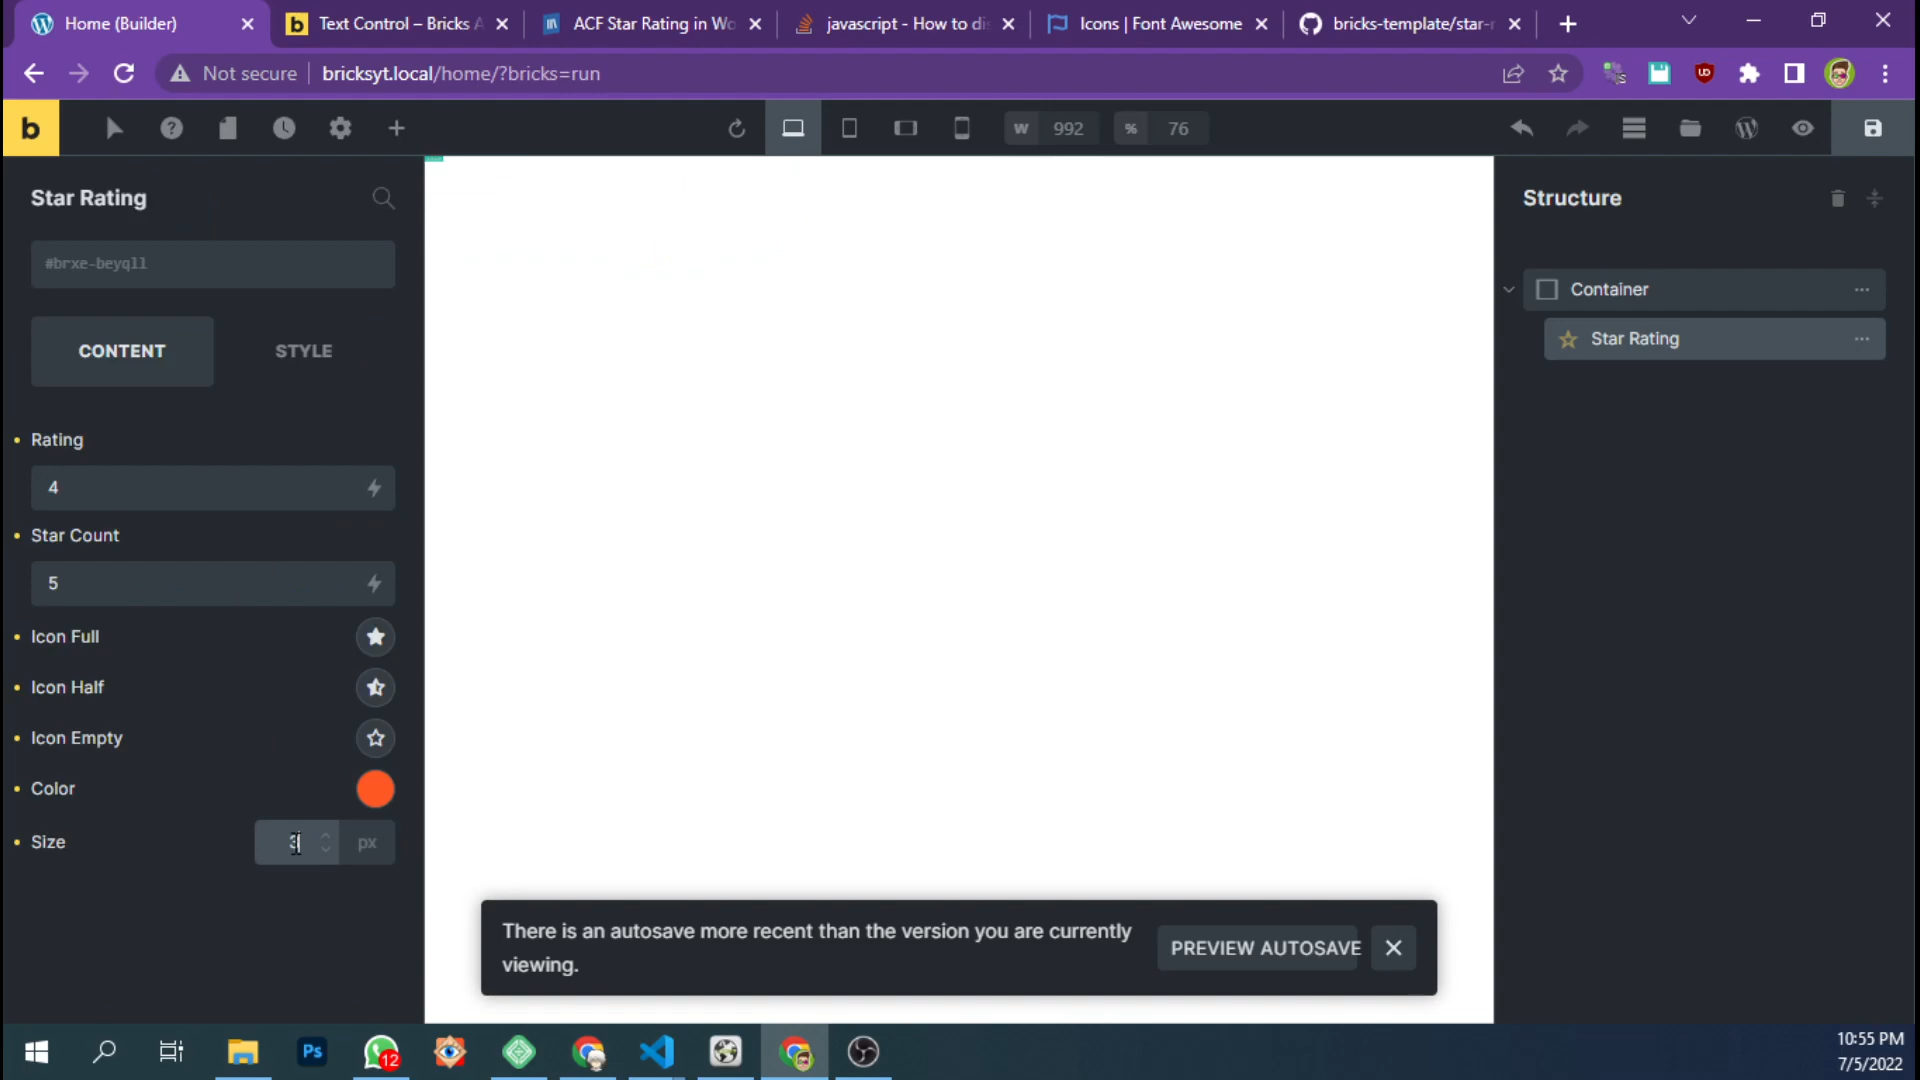 Home (Builder)
Text Control – Bricks A
ACF Star Rating in Wo
javascript - How to di
Icons | Font Awesome
bricks-template/star-r
Not secure
bricksyt.local/home/?bricks=run
b
W 992
% 76
Star Rating
#brxe-beyqll
CONTENT
STYLE
Rating
4
Star Count
5
Icon Full
Icon Half
Icon Empty
Color
Size
3
px
Structure
Container
Star Rating
There is an autosave more recent than the version you are currently
viewing.
PREVIEW AUTOSAVE
Ps
12
10:55 PM
7/5/2022